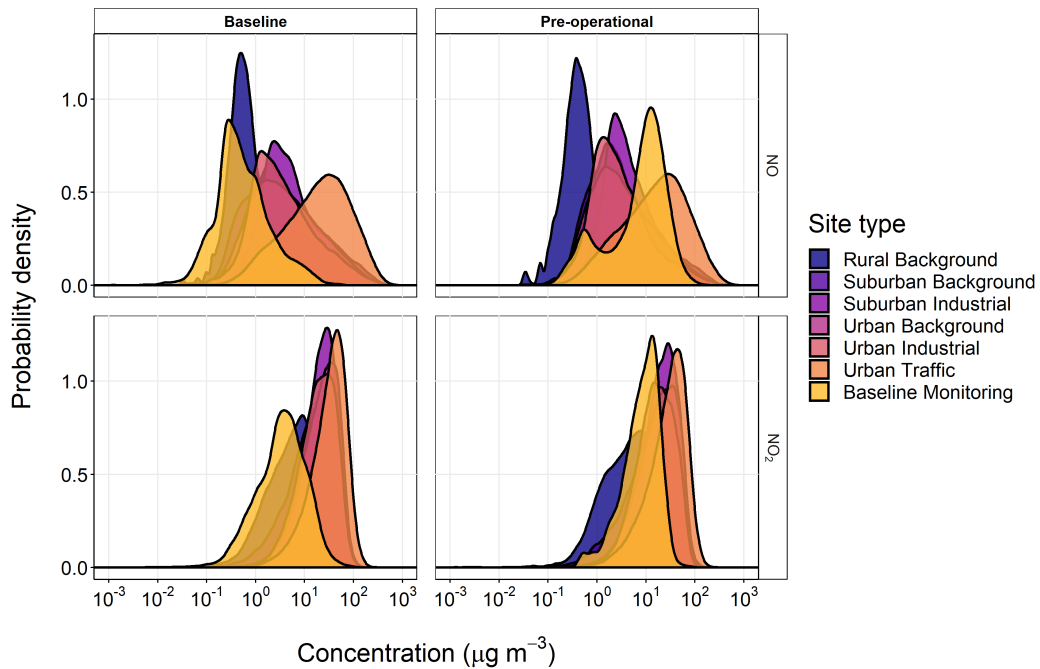 Baseline
Pre-operational
Probability density
1.0
0.5
0.0
NO
1.0
0.5
0.0
NO₂
10⁻³ 10⁻² 10⁻¹ 10⁰ 10¹ 10² 10³
10⁻³ 10⁻² 10⁻¹ 10⁰ 10¹ 10² 10³
Concentration (μg m⁻³)
Site type
Rural Background
Suburban Background
Suburban Industrial
Urban Background
Urban Industrial
Urban Traffic
Baseline Monitoring